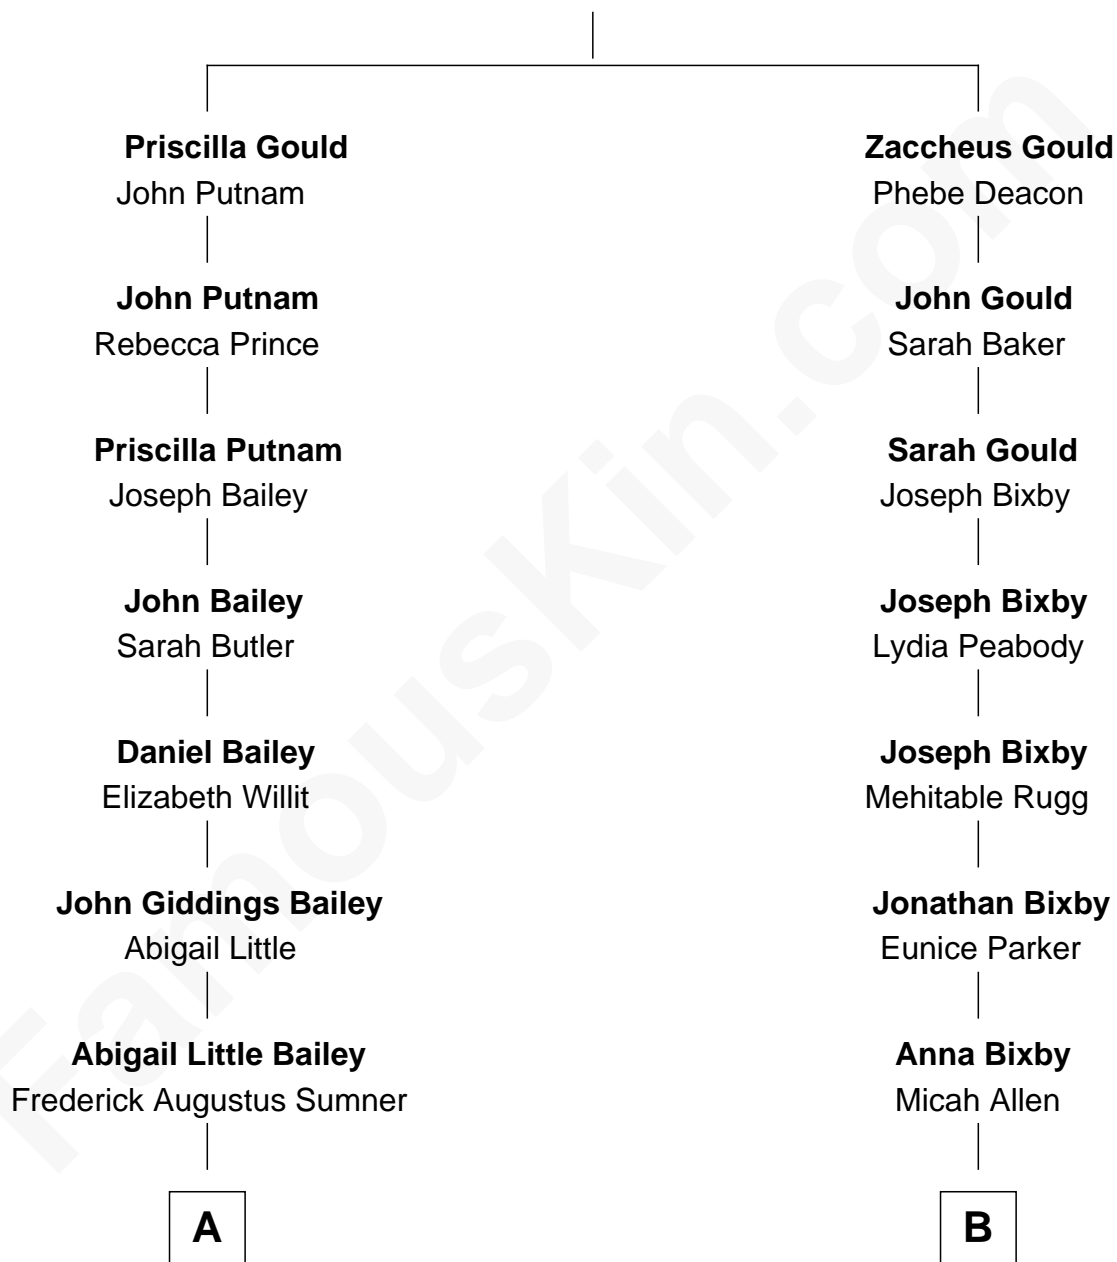 Priscilla Gould
John Putnam
John Putnam
Rebecca Prince
Priscilla Putnam
Joseph Bailey
John Bailey
Sarah Butler
Daniel Bailey
Elizabeth Willit
John Giddings Bailey
Abigail Little
Abigail Little Bailey
Frederick Augustus Sumner
A
Zaccheus Gould
Phebe Deacon
John Gould
Sarah Baker
Sarah Gould
Joseph Bixby
Joseph Bixby
Lydia Peabody
Joseph Bixby
Mehitable Rugg
Jonathan Bixby
Eunice Parker
Anna Bixby
Micah Allen
B
FamousKin.com